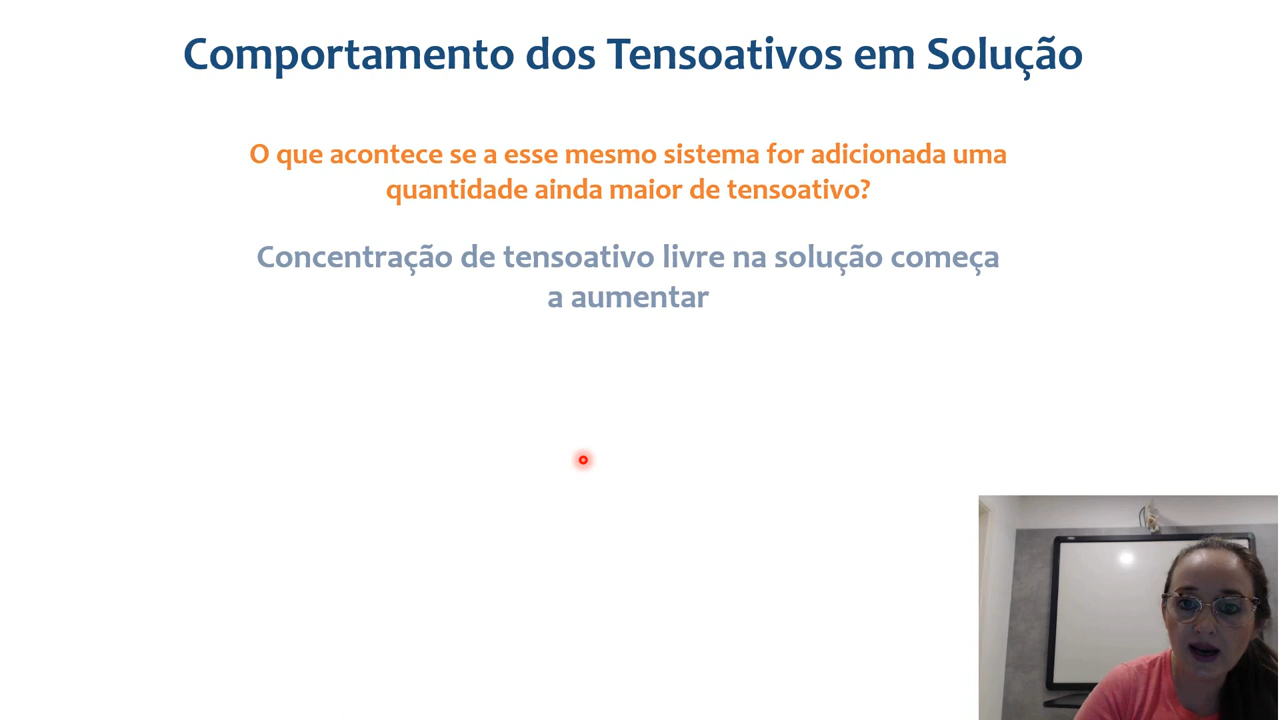 Comportamento dos Tensoativos em Solução
O que acontece se a esse mesmo sistema for adicionada uma
quantidade ainda maior de tensoativo?
Concentração de tensoativo livre na solução começa
a aumentar